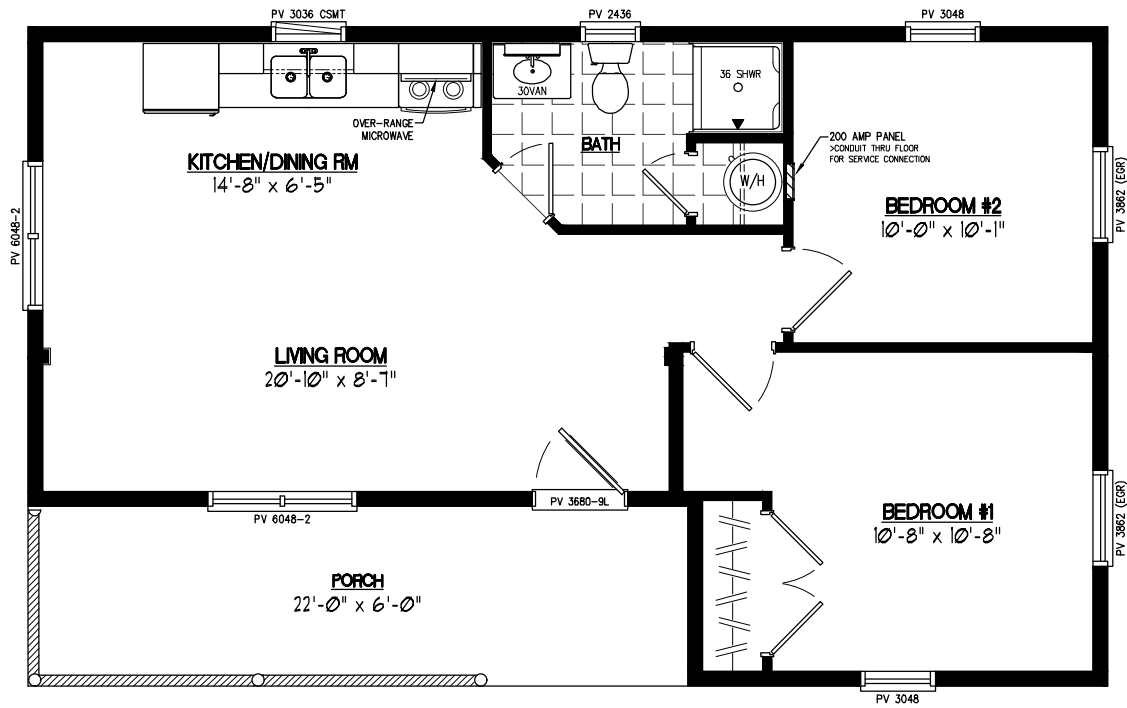 PV 3036 CSMT
PV 2436
PV 3048
36 SHWR
30VAN
OVER-RANGE
MICROWAVE
BATH
200 AMP PANEL
>CONDUIT THRU FLOOR
FOR SERVICE CONNECTION
KITCHEN/DINING RM
14'-8" x 6'-5"
W/H
PV 3862 (EGR)
BEDROOM #2
10'-0" x 10'-1"
PV 6048-2
LIVING ROOM
20'-10" x 8'-7"
PV 3680-9L
PV 6048-2
BEDROOM #1
10'-8" x 10'-8"
PV 3862 (EGR)
PORCH
22'-0" x 6'-0"
PV 3048